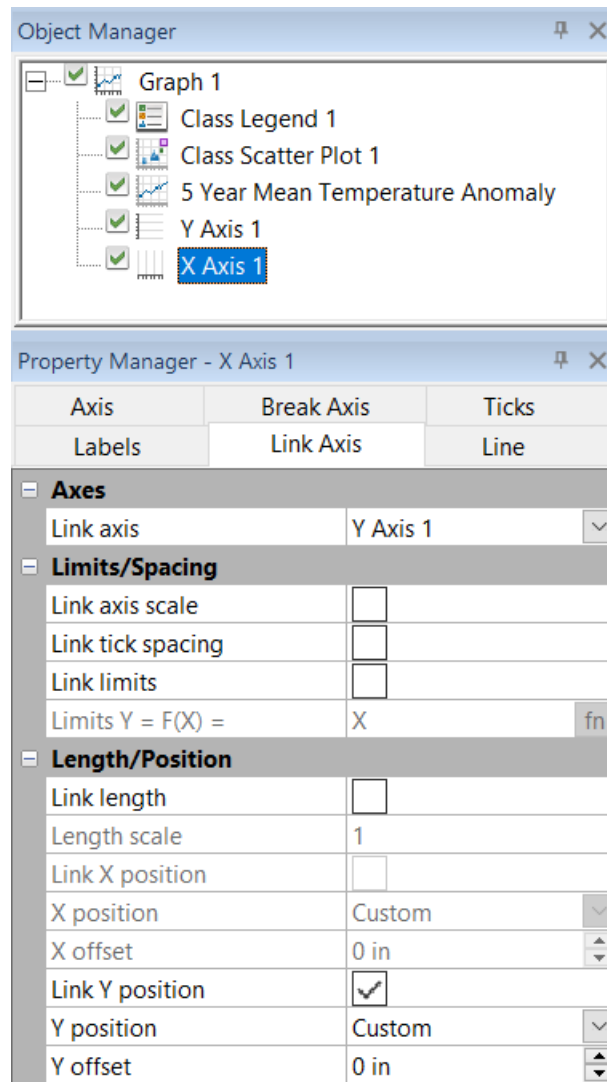 Object Manager
Graph 1
Class Legend 1
Class Scatter Plot 1
5 Year Mean Temperature Anomaly
Y Axis 1
X Axis 1
Property Manager - X Axis 1
Axis Break Axis Ticks
Labels Link Axis Line
Axes
Link axis Y Axis 1
Limits/Spacing
Link axis scale
Link tick spacing
Link limits
Limits Y = F(X) = X fn
Length/Position
Link length
Length scale 1
Link X position
X position Custom
X offset 0 in
Link Y position
Y position Custom
Y offset 0 in